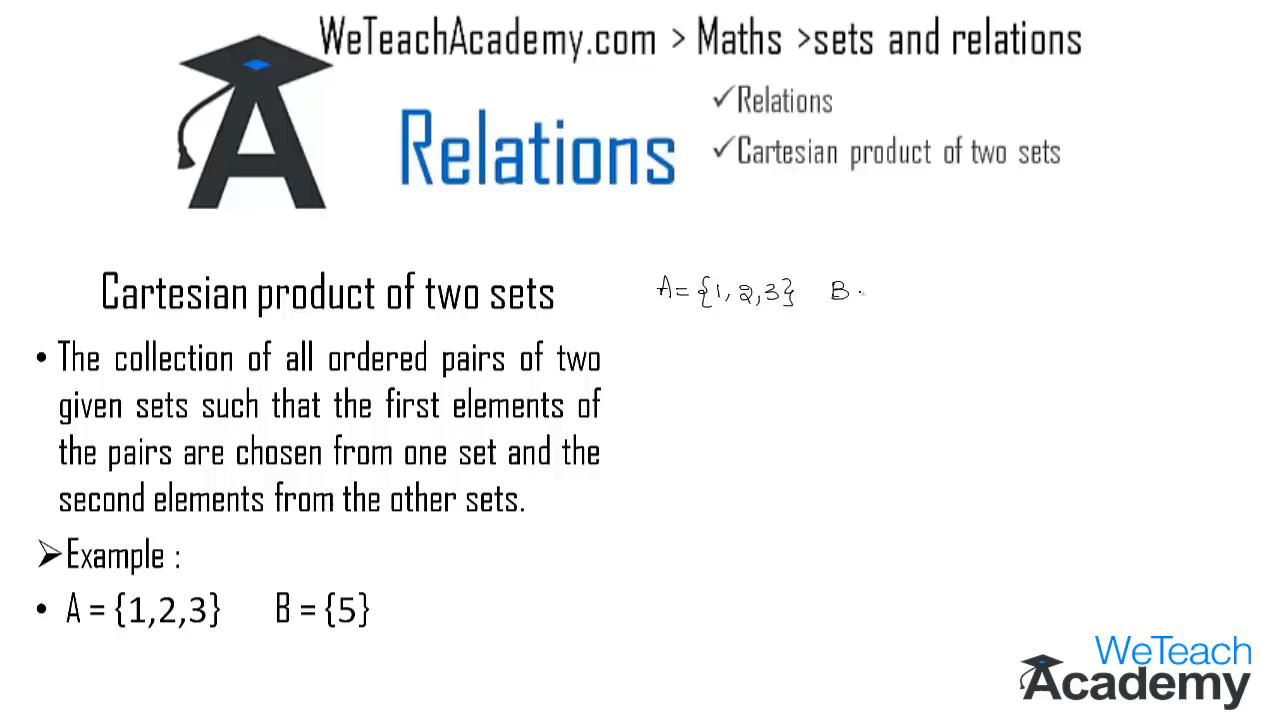 WeTeachAcademy.com > Maths >sets and relations
Relations
✓Relations
✓Cartesian product of two sets
Cartesian product of two sets
A = {1, 2, 3} B
• The collection of all ordered pairs of two
given sets such that the first elements of
the pairs are chosen from one set and the
second elements from the other sets.
➢Example :
• A = {1,2,3} B = {5}
WeTeach
Academy